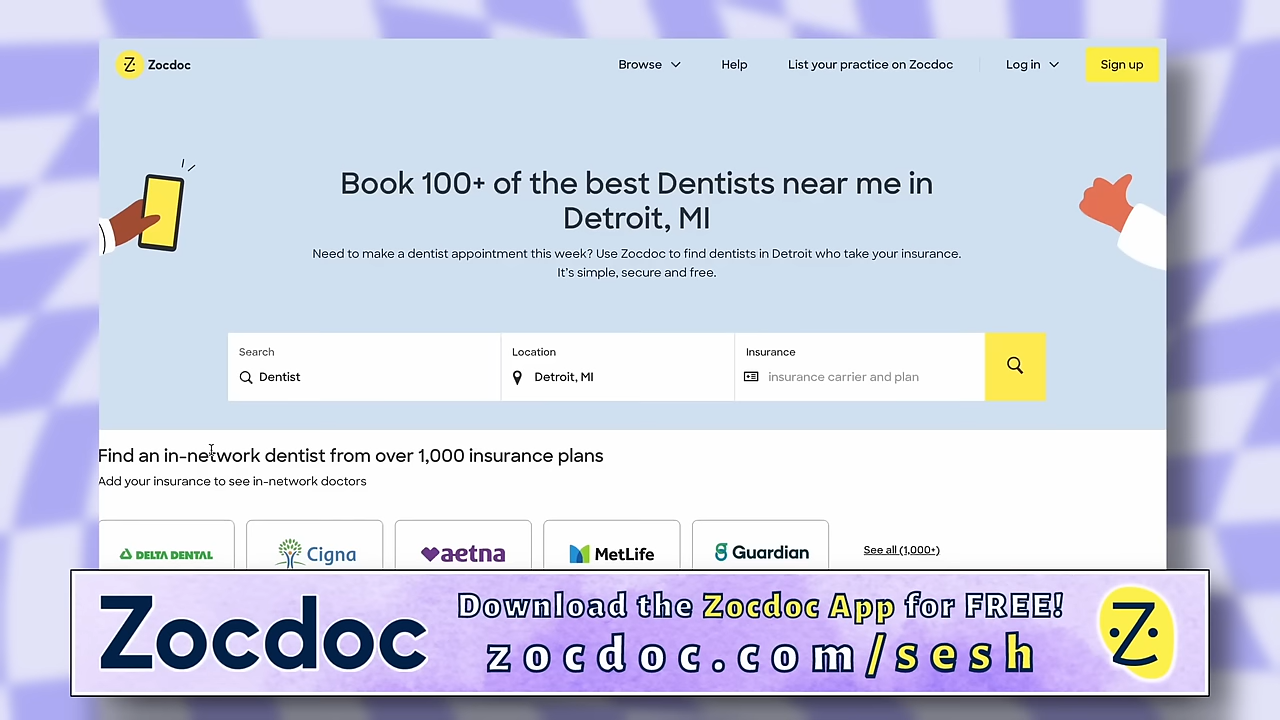 Zocdoc
Browse
Help
List your practice on Zocdoc
Log in
Sign up
Book 100+ of the best Dentists near me in
Detroit, MI
Need to make a dentist appointment this week? Use Zocdoc to find dentists in Detroit who take your insurance.
It's simple, secure and free.
Search
Dentist
Location
Detroit, MI
Insurance
insurance carrier and plan
Find an in-network dentist from over 1,000 insurance plans
Add your insurance to see in-network doctors
DELTA DENTAL
Cigna
aetna
MetLife
Guardian
See all (1,000+)
Zocdoc
Download the Zocdoc App for FREE!
zocdoc.com/sesh